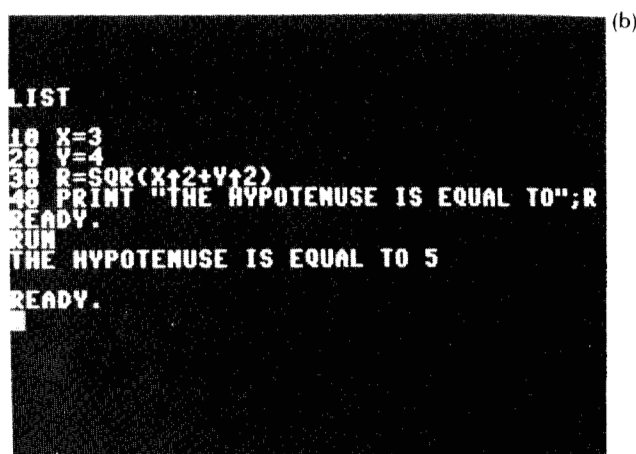 (b)
LIST
10 X=3
20 Y=4
30 R=SQR(X↑2+Y↑2)
40 PRINT "THE HYPOTENUSE IS EQUAL TO";R
READY.
RUN
THE HYPOTENUSE IS EQUAL TO 5
READY.